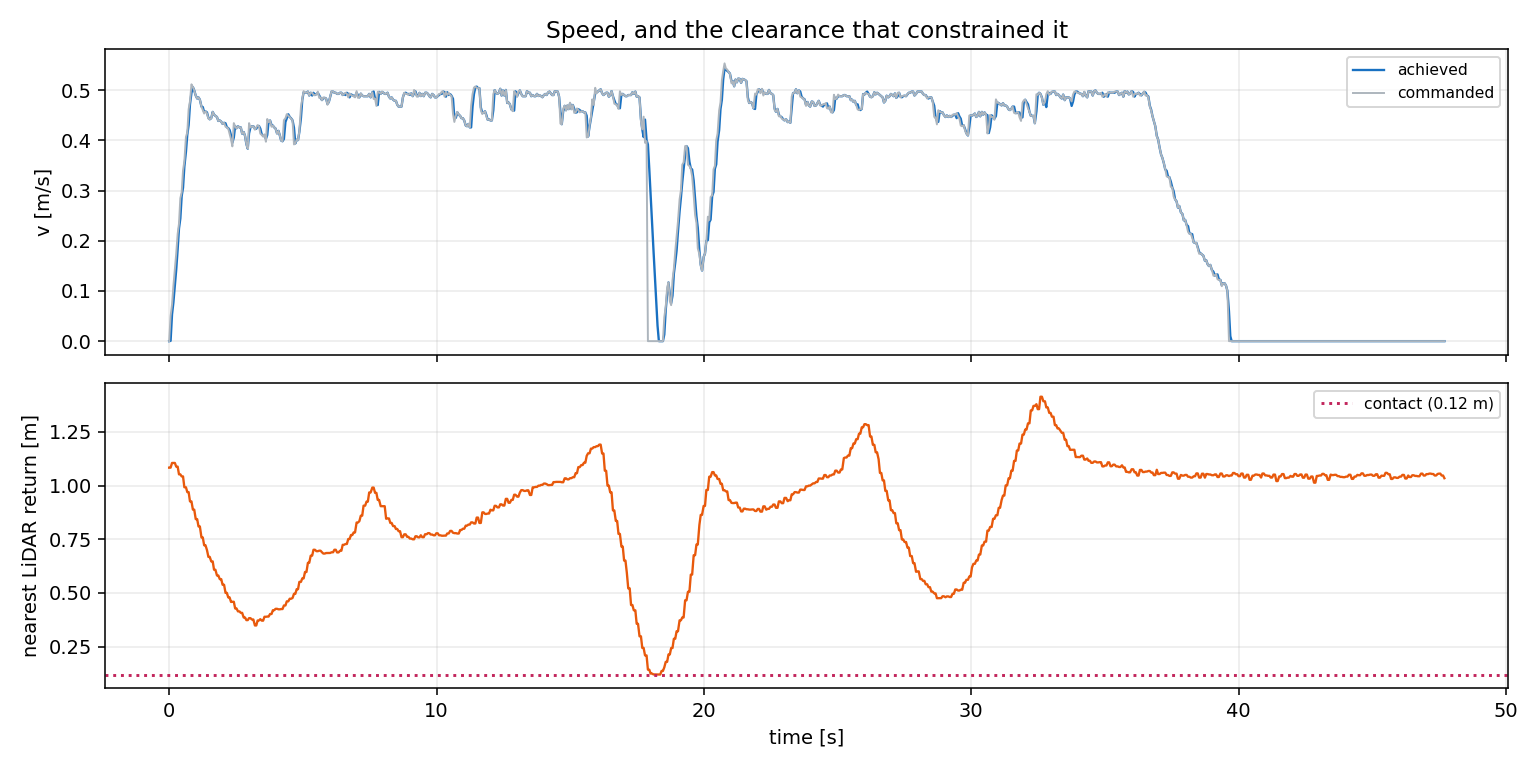 Speed, and the clearance that constrained it
v [m/s]
0.5
0.4
0.3
0.2
0.1
0.0
achieved
commanded
nearest LiDAR return [m]
1.25
1.00
0.75
0.50
0.25
contact (0.12 m)
0 10 20 30 40 50
time [s]